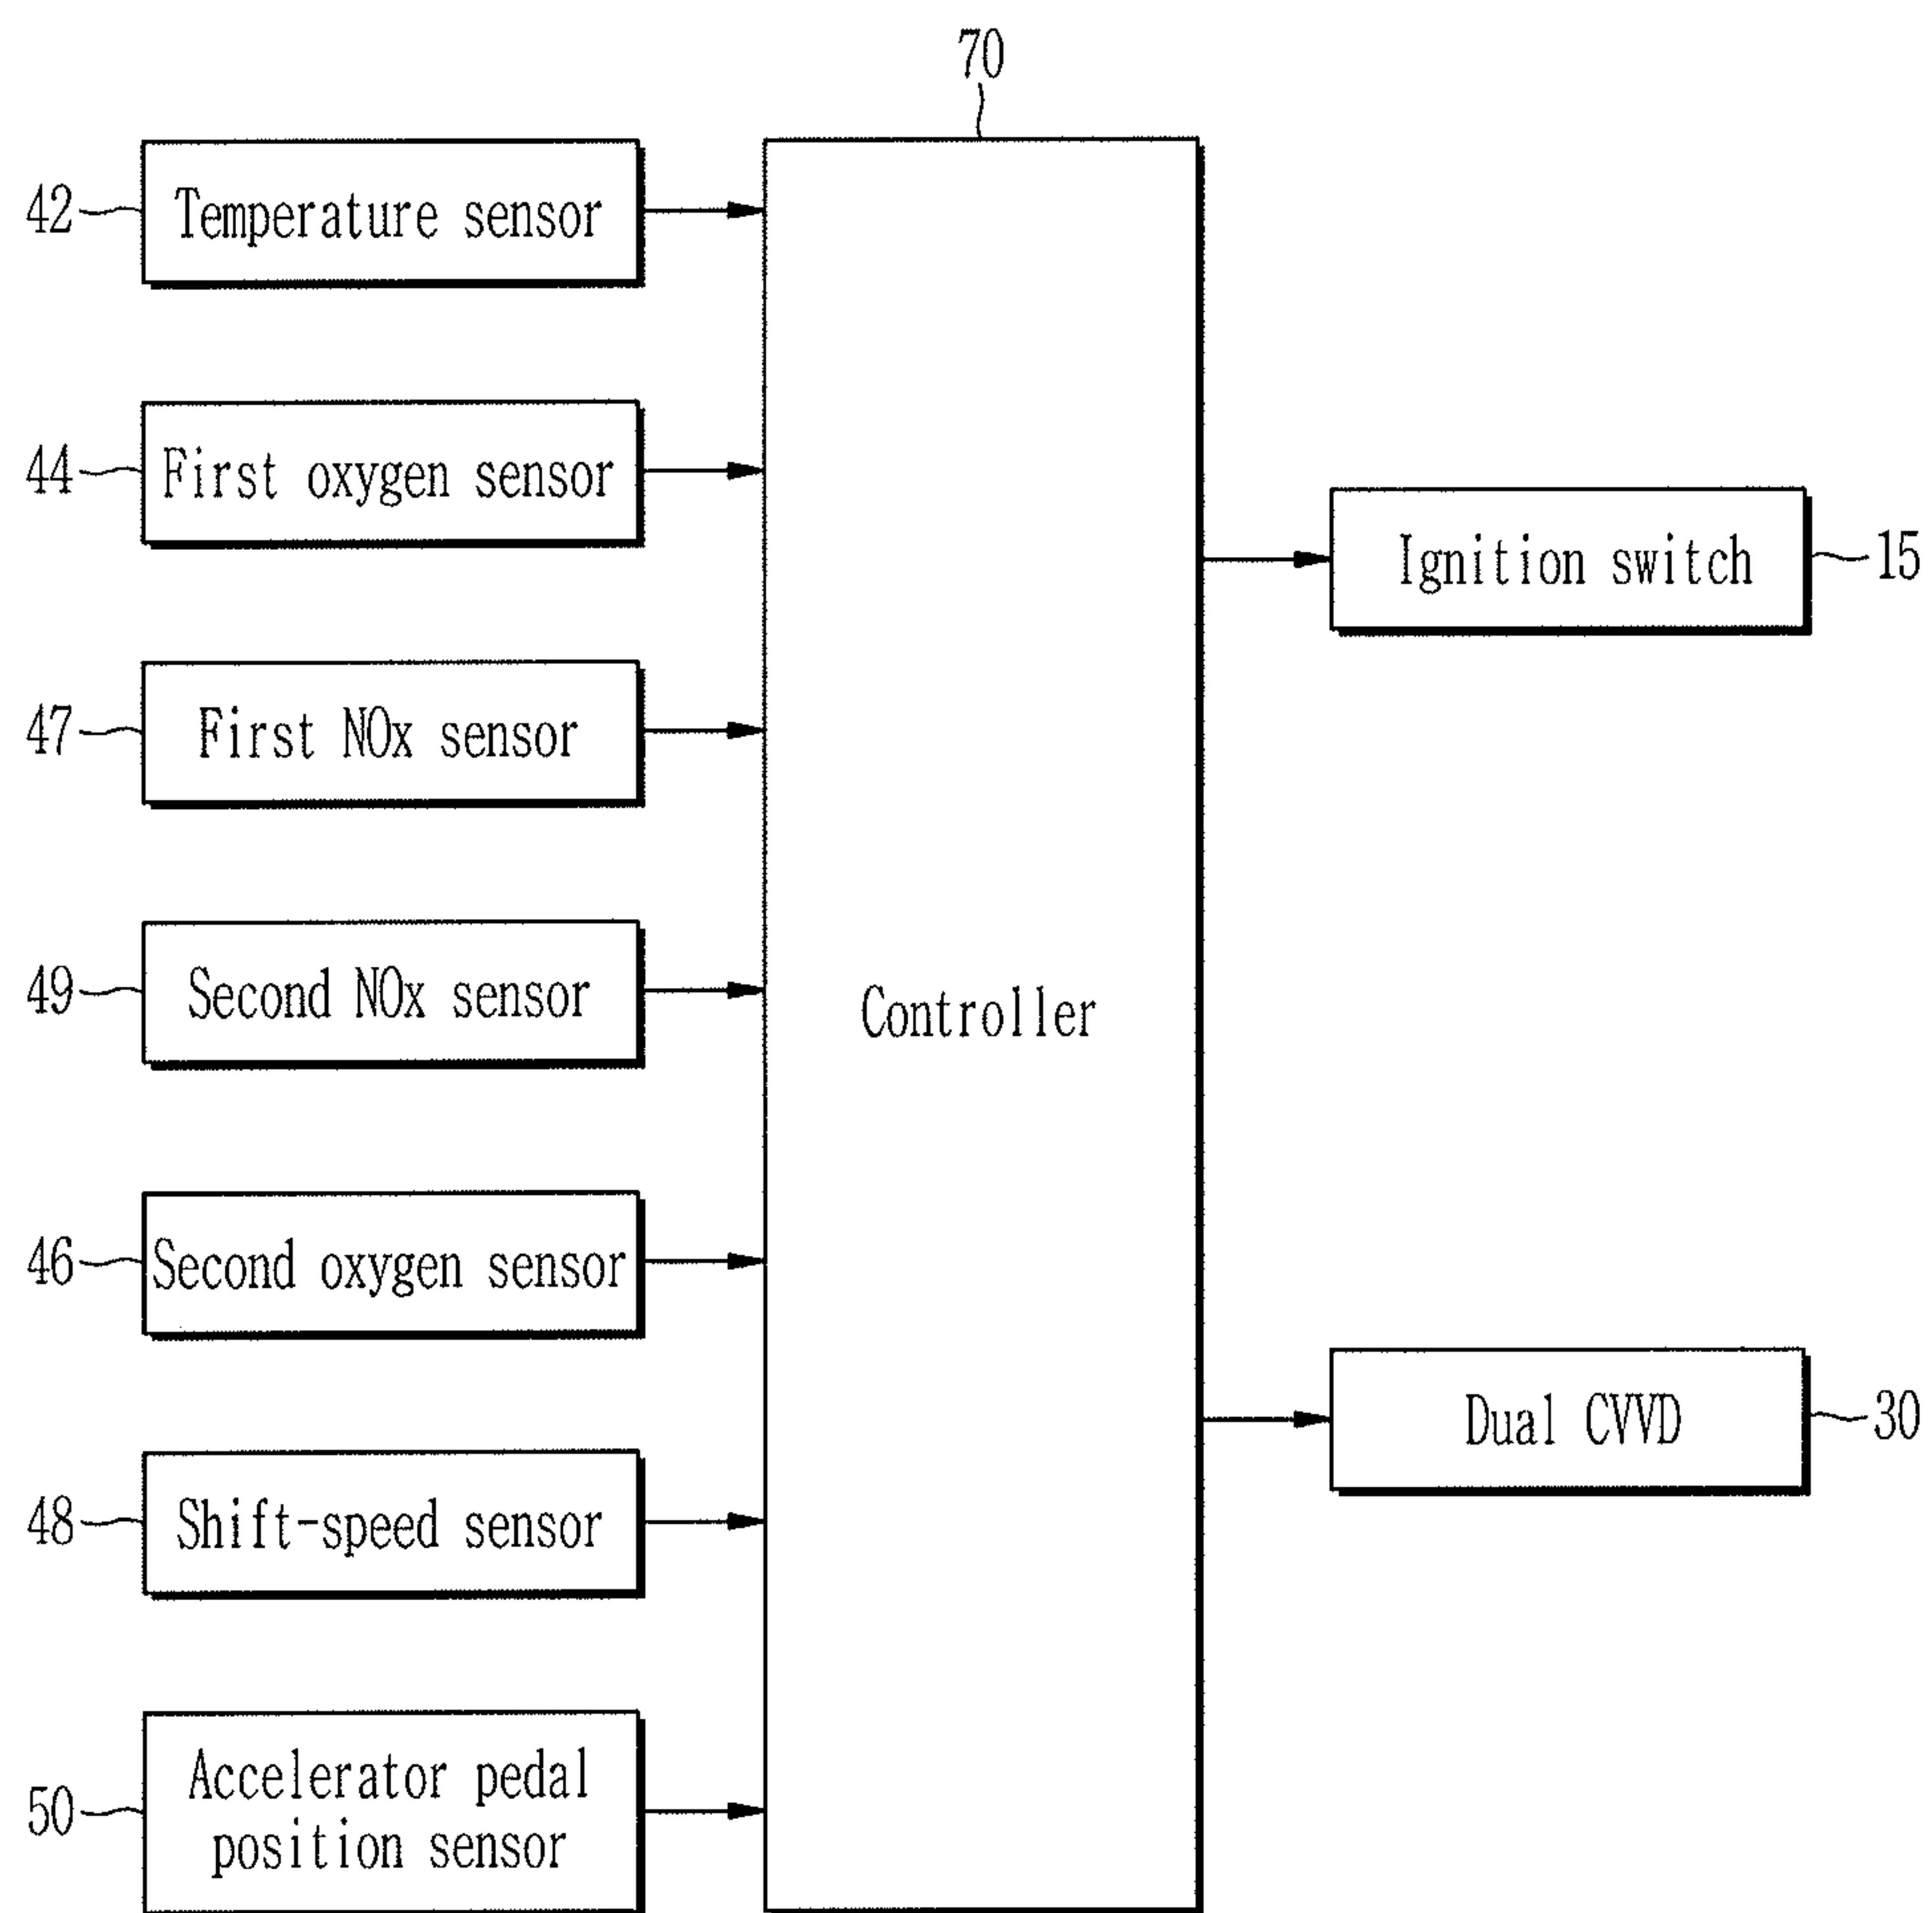 70
42 Temperature sensor
44 First oxygen sensor
47 First NOx sensor
49 Second NOx sensor
46 Second oxygen sensor
48 Shift-speed sensor
50 Accelerator pedal
position sensor
Controller
Ignition switch 15
Dual CVVD 30